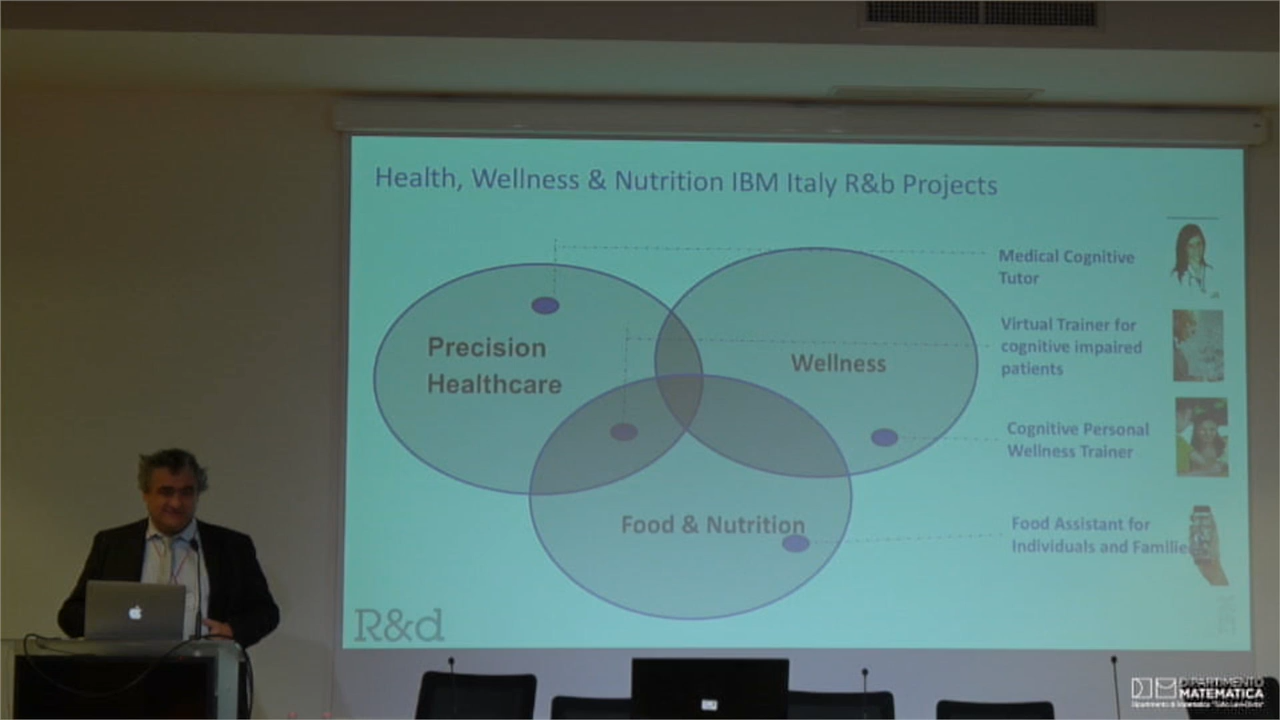 Health, Wellness & Nutrition IBM Italy R&b Projects
Medical Cognitive
Tutor
Precision
Healthcare
Wellness
Virtual Trainer for
cognitive impaired
patients
Cognitive Personal
Wellness Trainer
Food & Nutrition
Food Assistant for
Individuals and Familie
R&d
DIPARTIMENTO
MATEMATICA